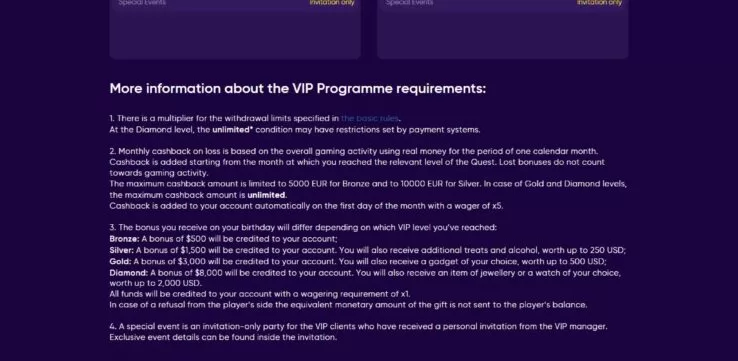 Special Events
Invitation only
Special Events
Invitation only
More information about the VIP Programme requirements:
1. There is a multiplier for the withdrawal limits specified in the basic rules.
At the Diamond level, the unlimited* condition may have restrictions set by payment systems.
2. Monthly cashback on loss is based on the overall gaming activity using real money for the period of one calendar month.
Cashback is added starting from the month at which you reached the relevant level of the Quest. Lost bonuses do not count
towards gaming activity.
The maximum cashback amount is limited to 5000 EUR for Bronze and to 10000 EUR for Silver. In case of Gold and Diamond levels,
the maximum cashback amount is unlimited.
Cashback is added to your account automatically on the first day of the month with a wager of x5.
3. The bonus you receive on your birthday will differ depending on which VIP level you've reached:
Bronze: A bonus of $500 will be credited to your account;
Silver: A bonus of $1,500 will be credited to your account. You will also receive additional treats and alcohol, worth up to 250 USD;
Gold: A bonus of $3,000 will be credited to your account. You will also receive a gadget of your choice, worth up to 500 USD;
Diamond: A bonus of $8,000 will be credited to your account. You will also receive an item of jewellery or a watch of your choice,
worth up to 2,000 USD.
All funds will be credited to your account with a wagering requirement of x1.
In case of a refusal from the player's side the equivalent monetary amount of the gift is not sent to the player's balance.
4. A special event is an invitation-only party for the VIP clients who have received a personal invitation from the VIP manager.
Exclusive event details can be found inside the invitation.